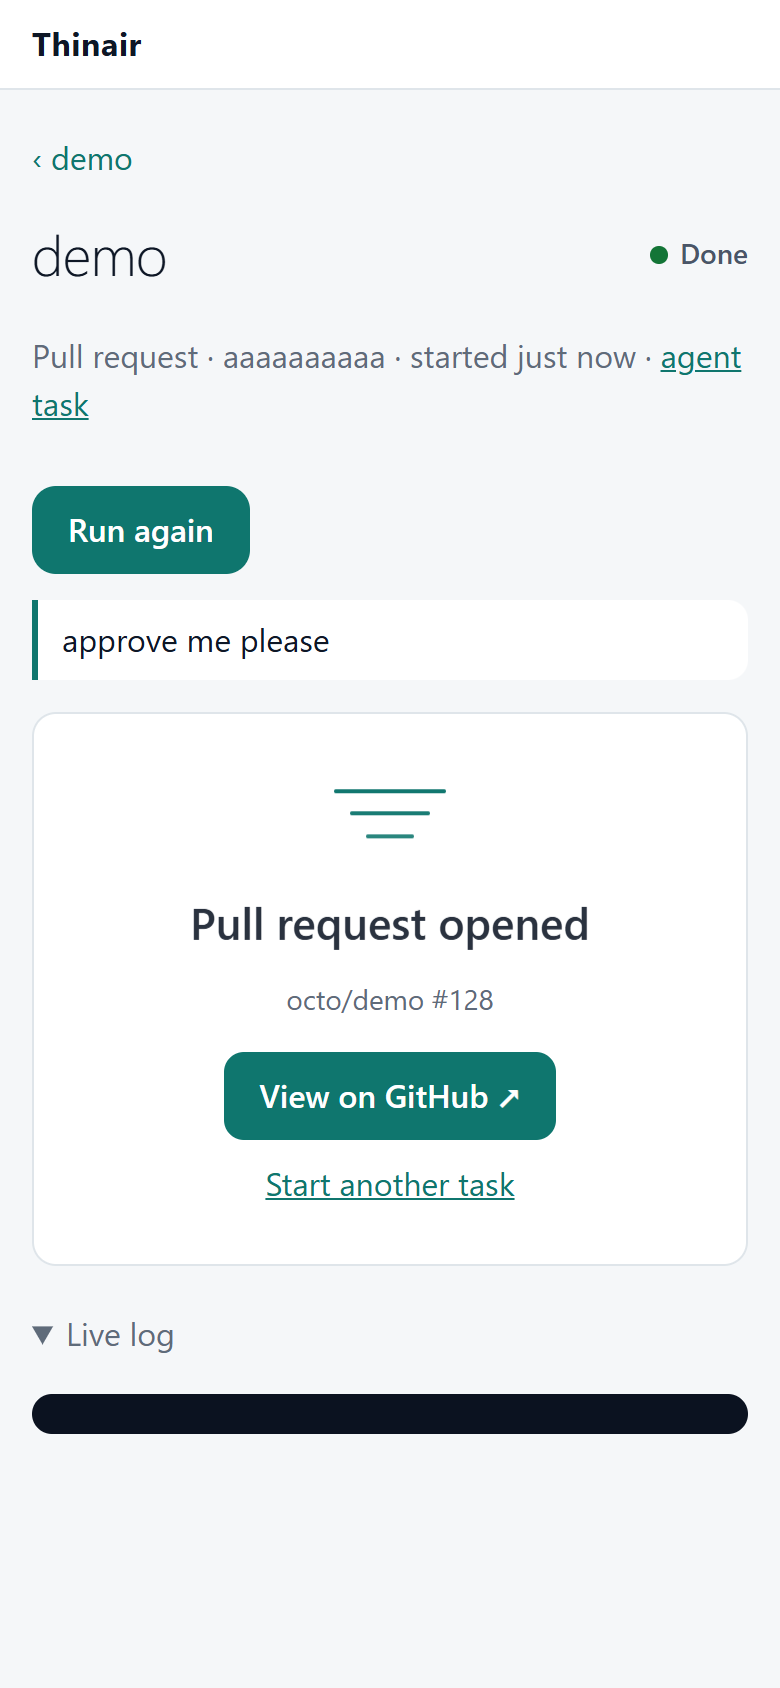 Thinair
‹ demo
demo
Done
Pull request · aaaaaaaaaa · started just now · agent
task
Run again
approve me please
Pull request opened
octo/demo #128
View on GitHub ↗
Start another task
▼ Live log